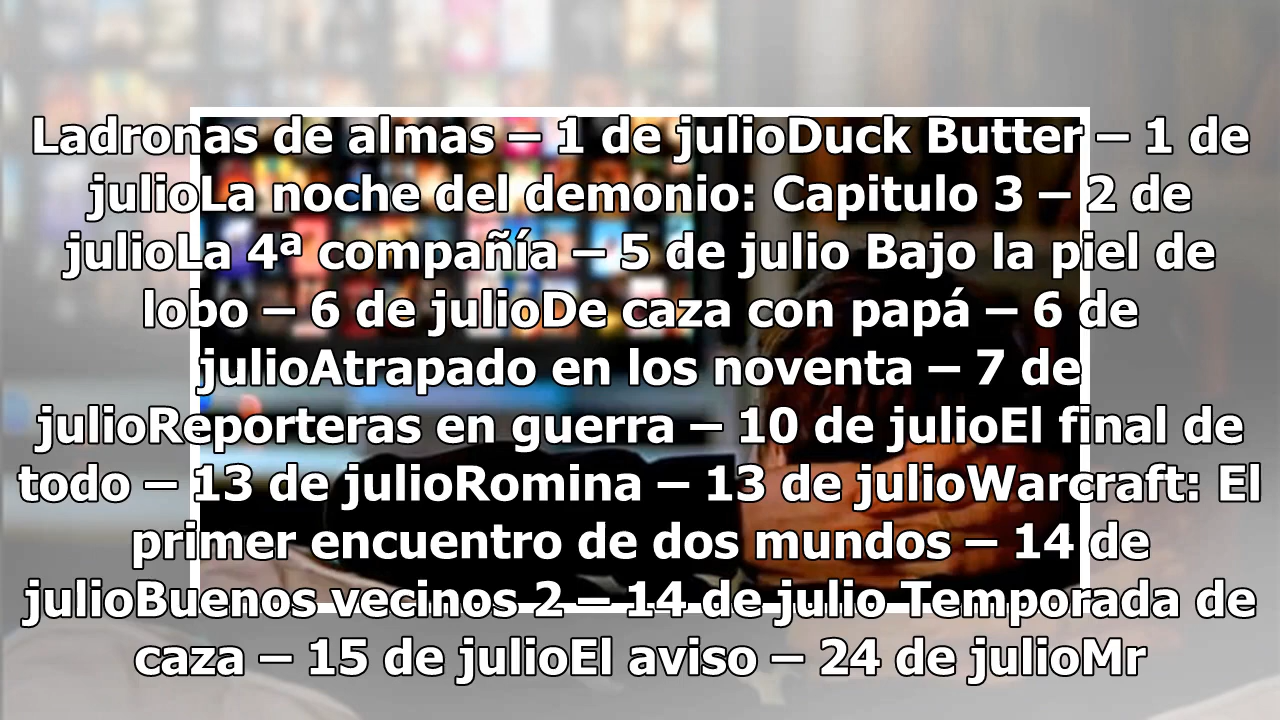 Ladronas de almas – 1 de julioDuck Butter – 1 de
julioLa noche del demonio: Capitulo 3 – 2 de
julioLa 4ª compañía – 5 de julio Bajo la piel de
lobo – 6 de julioDe caza con papá – 6 de
julioAtrapado en los noventa – 7 de
julioReporteras en guerra – 10 de julioEl final de
todo – 13 de julioRomina – 13 de julioWarcraft: El
primer encuentro de dos mundos – 14 de
julioBuenos vecinos 2 – 14 de julio Temporada de
caza – 15 de julioEl aviso – 24 de julioMr